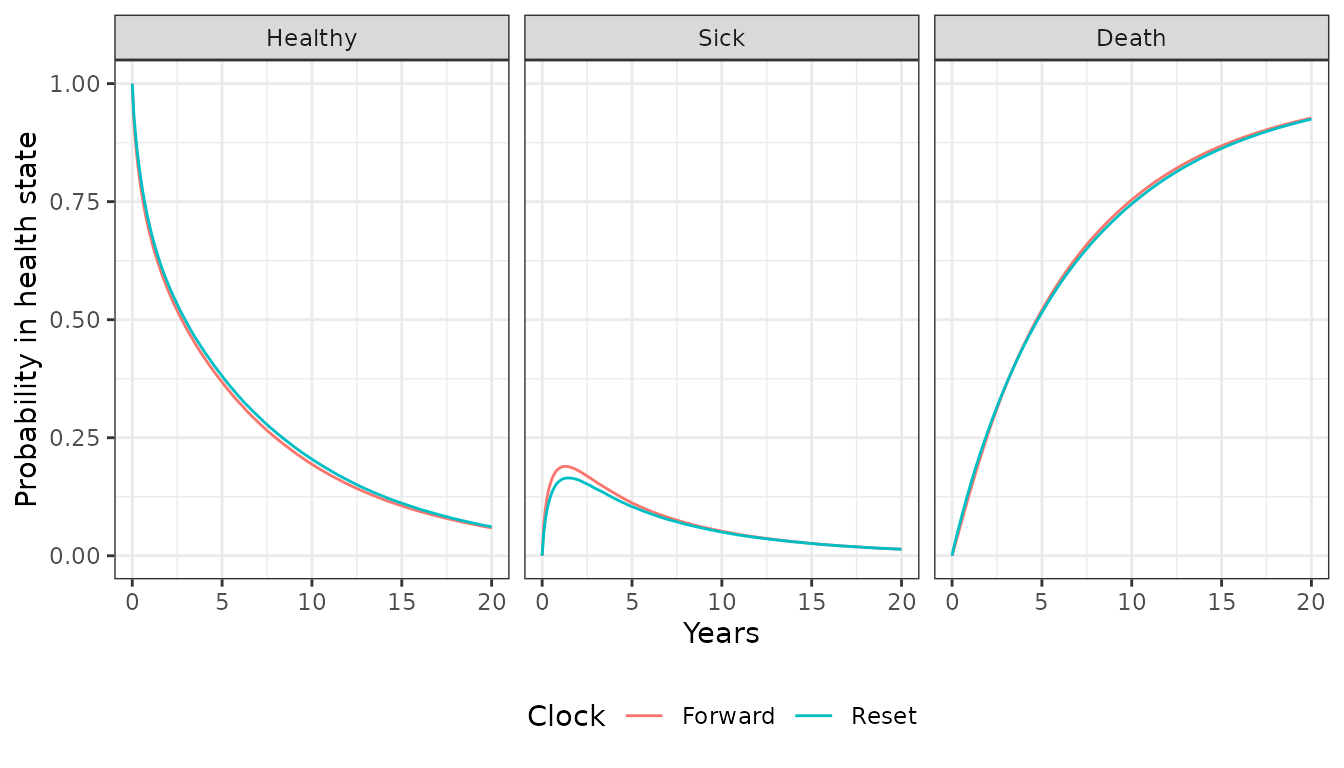 Healthy Sick Death
Probability in health state
1.00
0.75
0.50
0.25
0.00
0 5 10 15 20 0 5 10 15 20 0 5 10 15 20
Years
Clock Forward Reset